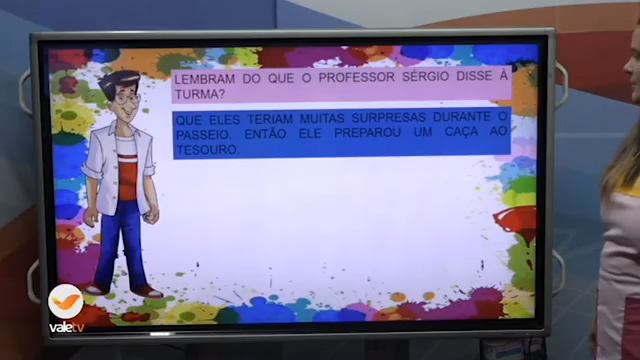 LEMBRAM DO QUE O PROFESSOR SÉRGIO DISSE À
TURMA?
QUE ELES TERIAM MUITAS SURPRESAS DURANTE O
PASSEIO. ENTÃO ELE PREPAROU UM CAÇA AO
TESOURO.
valetv